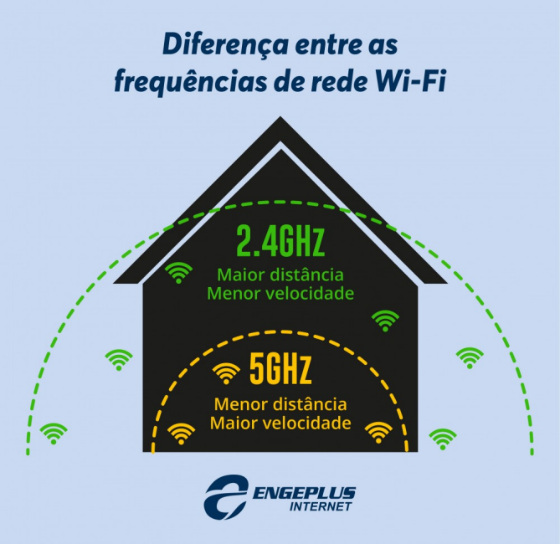 Diferença entre as
frequências de rede Wi-Fi
2.4GHz
Maior distância
Menor velocidade
5GHz
Menor distância
Maior velocidade
ENGEPLUS
INTERNET